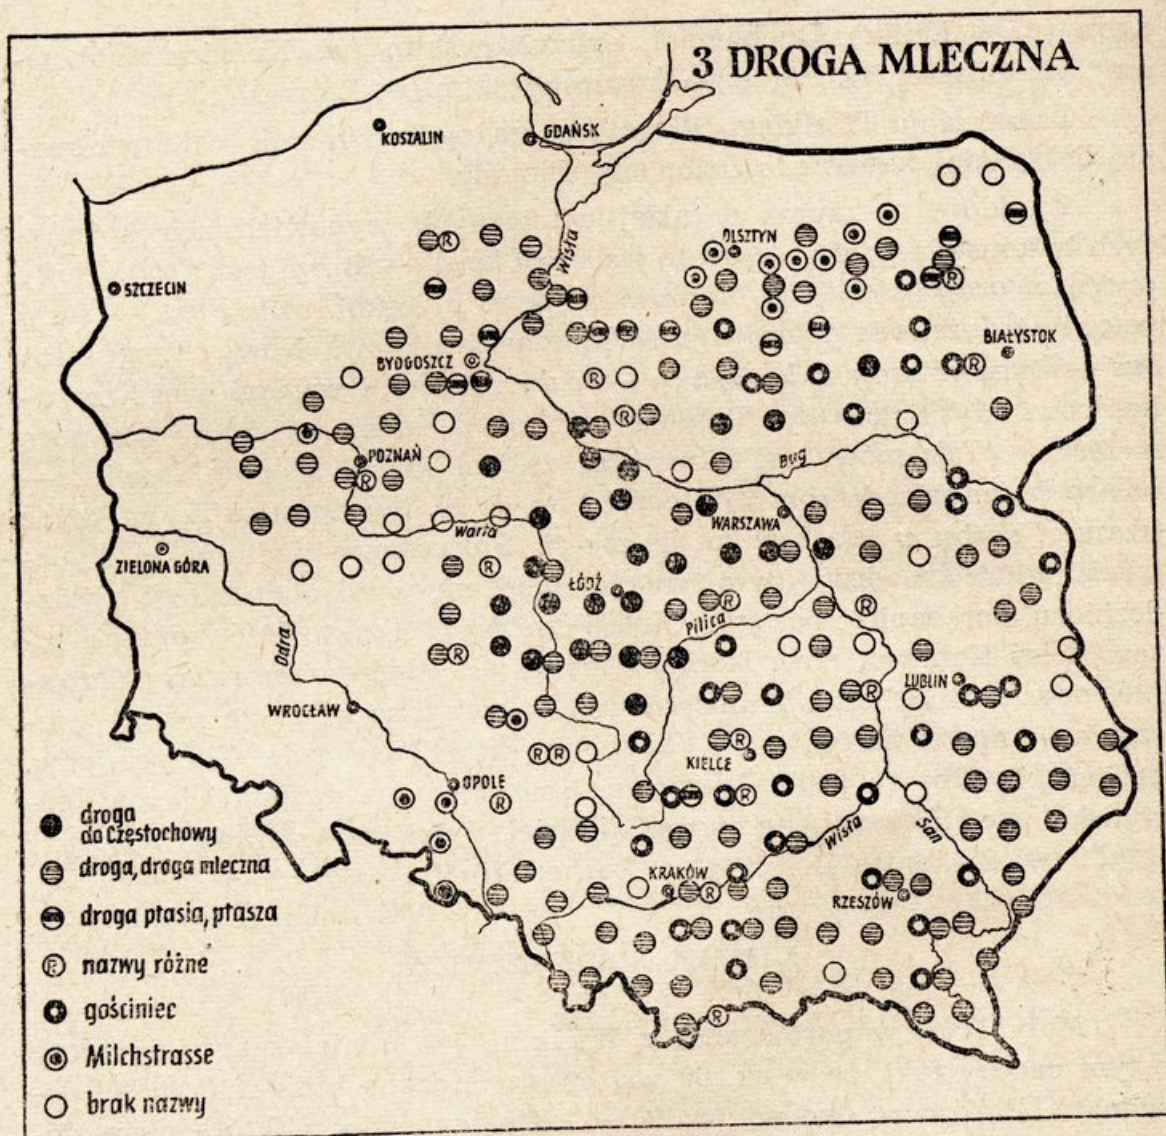 3 DROGA MLECZNA
KOSZALIN
GDAŃSK
Wisła
OLSZTYN
SZCZECIN
BIAŁYSTOK
BYDGOSZCZ
POZNAŃ
Bug
WARSZAWA
Warta
ZIELONA GÓRA
ŁÓDŹ
Pilica
Odra
LUBLIN
WROCŁAW
KIELCE
OPOLE
Wisła
San
KRAKÓW
RZESZÓW
droga
do Częstochowy
droga, droga mleczna
droga ptasia, ptasza
R nazwy różne
gościniec
Milchstrasse
brak nazwy